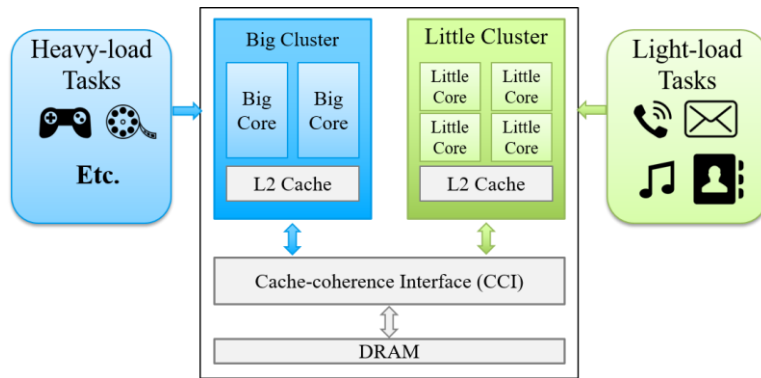 Heavy-load
Tasks
Etc.
Big Cluster
Big
Core
Big
Core
L2 Cache
Little Cluster
Little
Core
Little
Core
Little
Core
Little
Core
L2 Cache
Light-load
Tasks
Cache-coherence Interface (CCI)
DRAM